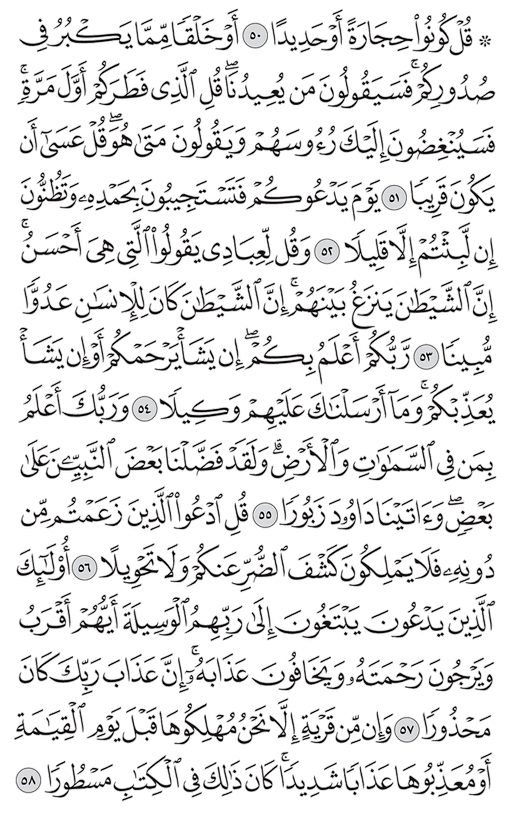 ۞ قُلْ كُونُوا۟ حِجَارَةً أَوْ حَدِيدًا ٥٠ أَوْ خَلْقًا مِّمَّا يَكْبُرُ فِى
صُدُورِكُمْ ۚ فَسَيَقُولُونَ مَن يُعِيدُنَا ۖ قُلِ ٱلَّذِى فَطَرَكُمْ أَوَّلَ مَرَّةٍ ۚ
فَسَيُنْغِضُونَ إِلَيْكَ رُءُوسَهُمْ وَيَقُولُونَ مَتَىٰ هُوَ ۖ قُلْ عَسَىٰٓ أَن
يَكُونَ قَرِيبًا ٥١ يَوْمَ يَدْعُوكُمْ فَتَسْتَجِيبُونَ بِحَمْدِهِۦ وَتَظُنُّونَ
إِن لَّبِثْتُمْ إِلَّا قَلِيلًا ٥٢ وَقُل لِّعِبَادِى يَقُولُوا۟ ٱلَّتِى هِىَ أَحْسَنُ ۚ
إِنَّ ٱلشَّيْطَٰنَ يَنزَغُ بَيْنَهُمْ ۚ إِنَّ ٱلشَّيْطَٰنَ كَانَ لِلْإِنسَٰنِ عَدُوًّا
مُّبِينًا ٥٣ رَّبُّكُمْ أَعْلَمُ بِكُمْ ۖ إِن يَشَأْ يَرْحَمْكُمْ أَوْ إِن يَشَأْ
يُعَذِّبْكُمْ ۚ وَمَآ أَرْسَلْنَٰكَ عَلَيْهِمْ وَكِيلًا ٥٤ وَرَبُّكَ أَعْلَمُ
بِمَن فِى ٱلسَّمَٰوَٰتِ وَٱلْأَرْضِ ۗ وَلَقَدْ فَضَّلْنَا بَعْضَ ٱلنَّبِيِّۦنَ عَلَىٰ
بَعْضٍ ۖ وَءَاتَيْنَا دَاوُۥدَ زَبُورًا ٥٥ قُلِ ٱدْعُوا۟ ٱلَّذِينَ زَعَمْتُم مِّن
دُونِهِۦ فَلَا يَمْلِكُونَ كَشْفَ ٱلضُّرِّ عَنكُمْ وَلَا تَحْوِيلًا ٥٦ أُو۟لَٰٓئِكَ
ٱلَّذِينَ يَدْعُونَ يَبْتَغُونَ إِلَىٰ رَبِّهِمُ ٱلْوَسِيلَةَ أَيُّهُمْ أَقْرَبُ
وَيَرْجُونَ رَحْمَتَهُۥ وَيَخَافُونَ عَذَابَهُۥٓ ۚ إِنَّ عَذَابَ رَبِّكَ كَانَ
مَحْذُورًا ٥٧ وَإِن مِّن قَرْيَةٍ إِلَّا نَحْنُ مُهْلِكُوهَا قَبْلَ يَوْمِ ٱلْقِيَٰمَةِ
أَوْ مُعَذِّبُوهَا عَذَابًا شَدِيدًا ۚ كَانَ ذَٰلِكَ فِى ٱلْكِتَٰبِ مَسْطُورًا ٥٨